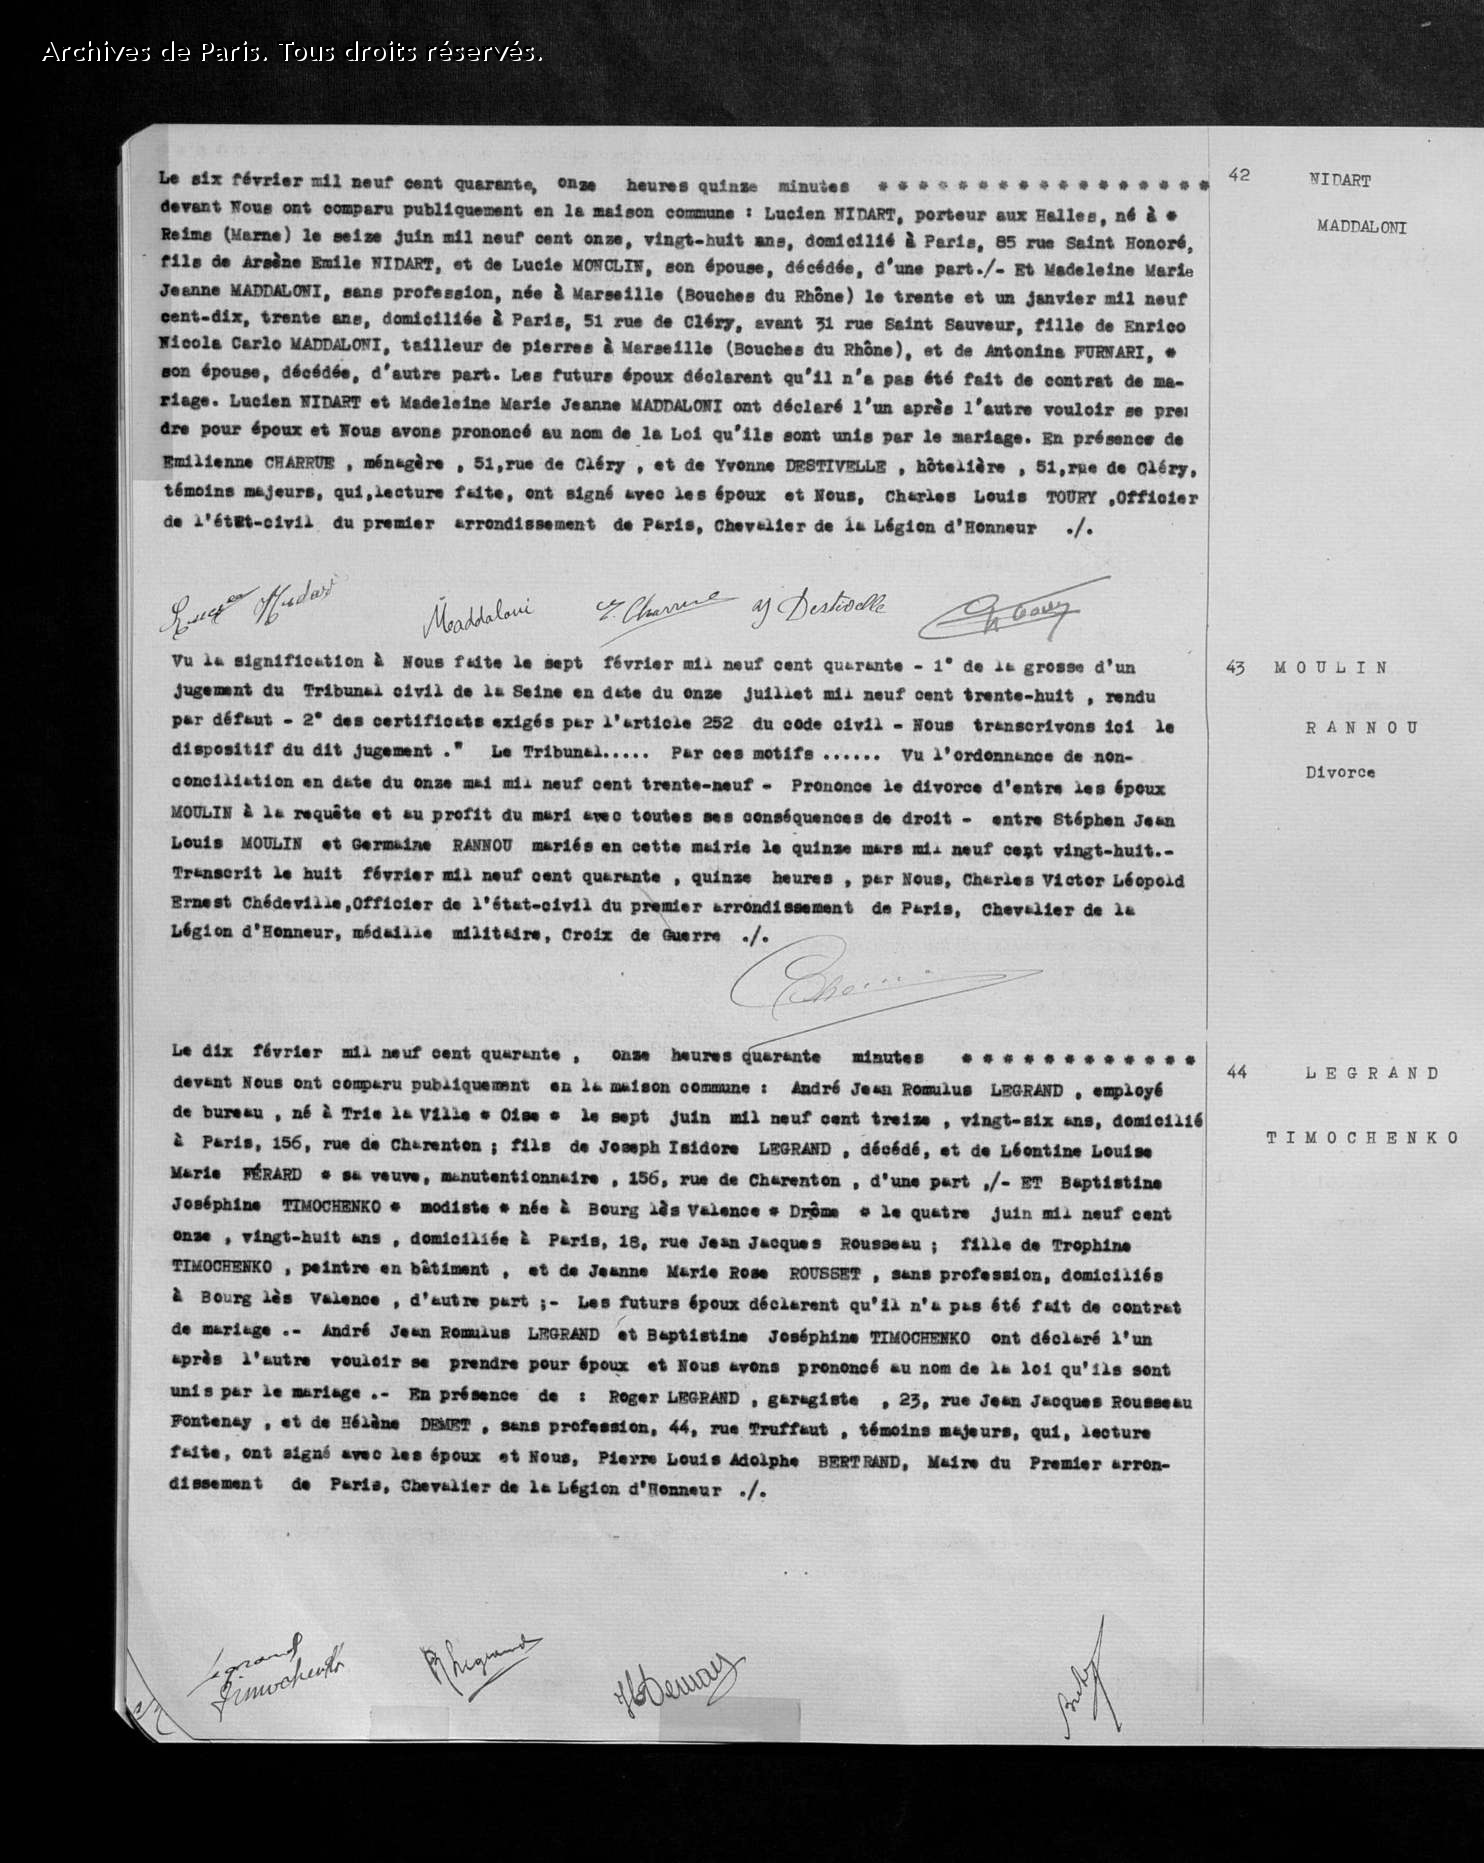 Archives de Paris. Tous droits réservés.
Le six février mil neuf cent quarante, onze heures quinze minutes * * * * * * * * * * * * * * * * *
devant Nous ont comparu publiquement en la maison commune : Lucien NIDART, porteur aux Halles, né à *
Reims (Marne) le seize juin mil neuf cent onze, vingt-huit ans, domicilié à Paris, 85 rue Saint Honoré,
fils de Arsène Emile NIDART, et de Lucie MONCLIN, son épouse, décédée, d'une part./- Et Madeleine Marie
Jeanne MADDALONI, sans profession, née à Marseille (Bouches du Rhône) le trente et un janvier mil neuf
cent-dix, trente ans, domiciliée à Paris, 51 rue de Cléry, avant 31 rue Saint Sauveur, fille de Enrico
Nicola Carlo MADDALONI, tailleur de pierres à Marseille (Bouches du Rhône), et de Antonina FURNARI, *
son épouse, décédée, d'autre part. Les futurs époux déclarent qu'il n'a pas été fait de contrat de ma-
riage. Lucien NIDART et Madeleine Marie Jeanne MADDALONI ont déclaré l'un après l'autre vouloir se pren
dre pour époux et Nous avons prononcé au nom de la Loi qu'ils sont unis par le mariage. En présence de
Emilienne CHARRUE , ménagère , 51,rue de Cléry , et de Yvonne DESTIVELLE , hôtelière , 51,rue de Cléry,
témoins majeurs, qui,lecture faite, ont signé avec les époux et Nous, Charles Louis TOURY ,Officier
de l'état-civil du premier arrondissement de Paris, Chevalier de la Légion d'Honneur ./.
42 NIDART
MADDALONI
Maddaloni E. Charrue Y Destivelle
Vu la signification à Nous faite le sept février mil neuf cent quarante - 1° de la grosse d'un
jugement du Tribunal civil de la Seine en date du onze juillet mil neuf cent trente-huit , rendu
par défaut - 2° des certificats exigés par l'article 252 du code civil - Nous transcrivons ici le
dispositif du dit jugement ." Le Tribunal..... Par ces motifs ...... Vu l'ordonnance de non-
conciliation en date du onze mai mil neuf cent trente-neuf - Prononce le divorce d'entre les époux
MOULIN à la requête et au profit du mari avec toutes ses conséquences de droit - entre Stéphen Jean
Louis MOULIN et Germaine RANNOU mariés en cette mairie le quinze mars mil neuf cent vingt-huit.-
Transcrit le huit février mil neuf cent quarante , quinze heures , par Nous, Charles Victor Léopold
Ernest Chédeville,Officier de l'état-civil du premier arrondissement de Paris, Chevalier de la
Légion d'Honneur, médaille militaire, Croix de Guerre ./.
43 MOULIN
RANNOU
Divorce
Le dix février mil neuf cent quarante , onze heures quarante minutes * * * * * * * * * * * *
devant Nous ont comparu publiquement en la maison commune : André Jean Romulus LEGRAND , employé
de bureau , né à Trie la Ville * Oise * le sept juin mil neuf cent treize , vingt-six ans, domicilié
à Paris, 156, rue de Charenton ; fils de Joseph Isidore LEGRAND , décédé, et de Léontine Louise
Marie FÉRARD * sa veuve, manutentionnaire , 156, rue de Charenton , d'une part ,/- ET Baptistine
Joséphine TIMOCHENKO * modiste * née à Bourg lès Valence * Drôme * le quatre juin mil neuf cent
onze , vingt-huit ans , domiciliée à Paris, 18, rue Jean Jacques Rousseau ; fille de Trophine
TIMOCHENKO , peintre en bâtiment , et de Jeanne Marie Rose ROUSSET , sans profession, domiciliés
à Bourg lès Valence , d'autre part ;- Les futurs époux déclarent qu'il n'a pas été fait de contrat
de mariage .- André Jean Romulus LEGRAND et Baptistine Joséphine TIMOCHENKO ont déclaré l'un
après l'autre vouloir se prendre pour époux et Nous avons prononcé au nom de la loi qu'ils sont
unis par le mariage .- En présence de : Roger LEGRAND , garagiste , 23, rue Jean Jacques Rousseau
Fontenay , et de Hélène DEMET , sans profession, 44, rue Truffaut , témoins majeurs, qui, lecture
faite, ont signé avec les époux et Nous, Pierre Louis Adolphe BERTRAND, Maire du Premier arron-
dissement de Paris, Chevalier de la Légion d'Honneur ./.
44 LEGRAND
TIMOCHENKO
Legrand
Timochenko
R Legrand